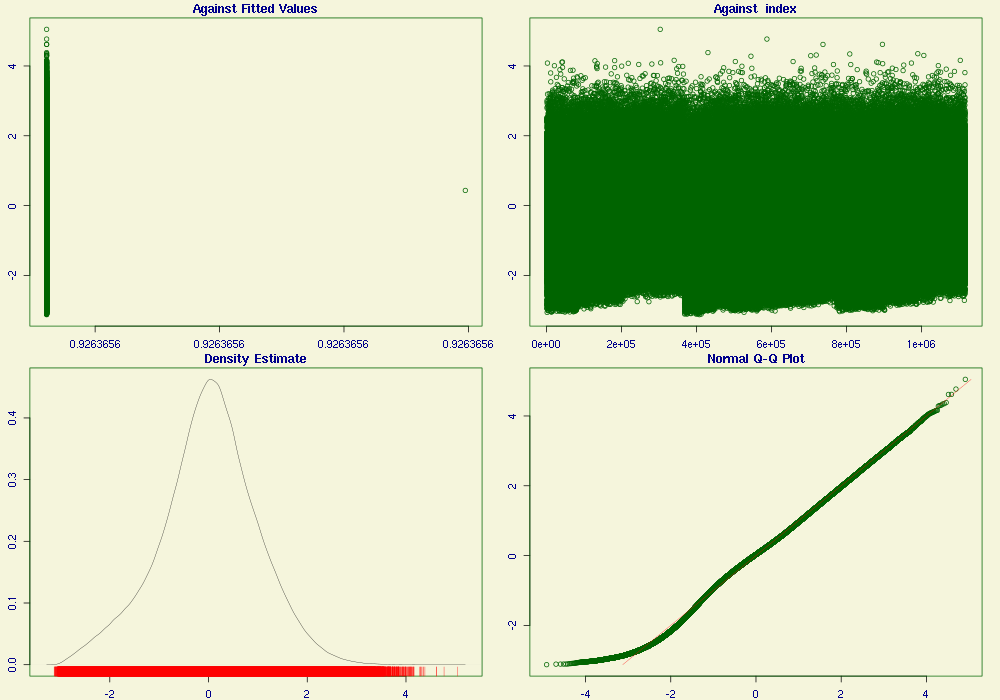 Against Fitted Values
4
2
0
-2
0.9263656 0.9263656 0.9263656 0.9263656
Against index
4
2
0
-2
0e+00 2e+05 4e+05 6e+05 8e+05 1e+06
Density Estimate
0.4
0.3
0.2
0.1
0.0
-2 0 2 4
Normal Q-Q Plot
4
2
0
-2
-4 -2 0 2 4